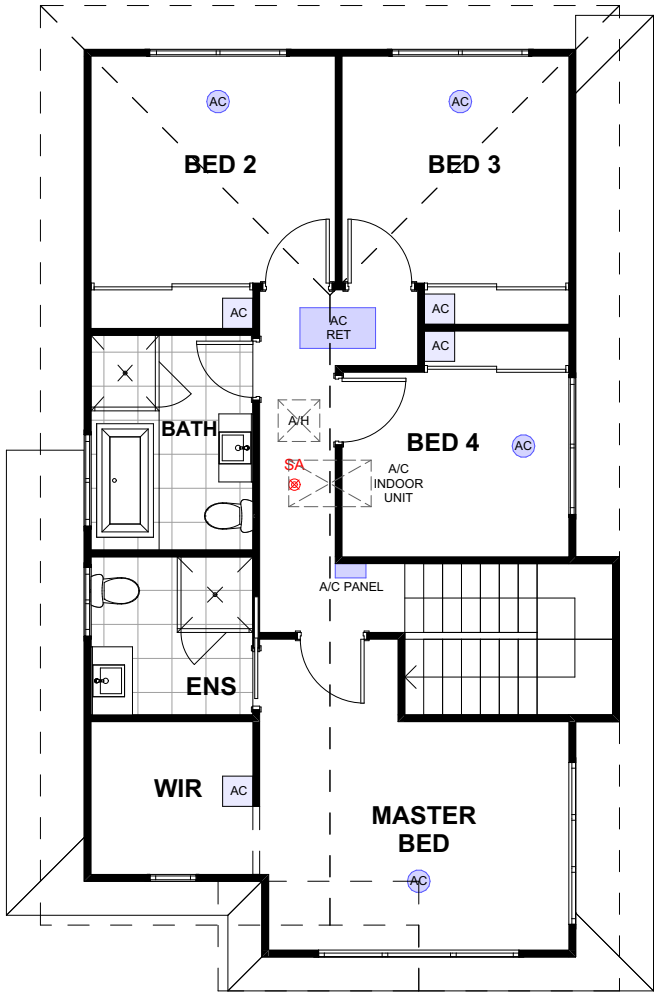 AC
AC
BED 2
BED 3
AC
AC
AC
RET
AC
A/H
BATH
BED 4
AC
SA
A/C
INDOOR
UNIT
A/C PANEL
ENS
WIR
AC
MASTER
BED
AC